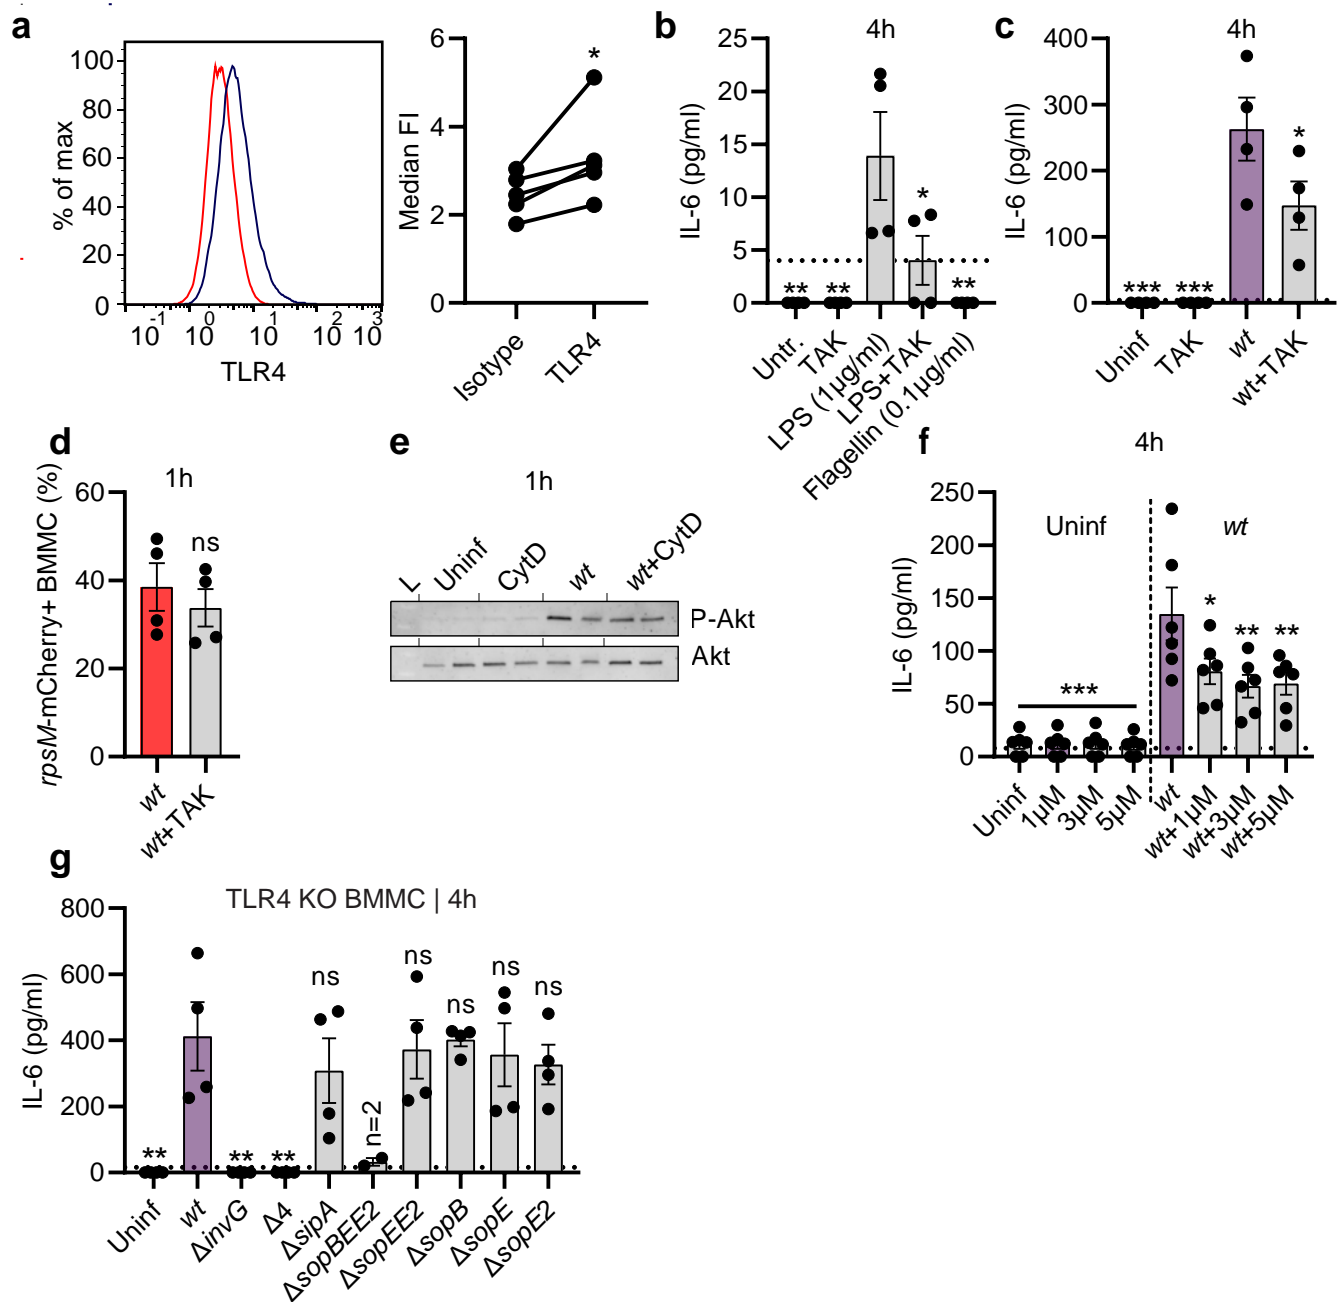 a
100
80
60
40
20
0
% of max
10^1 10^0 10^1 10^2 10^3
TLR4
6
4
2
0
Median FI
*
Isotype
TLR4
b
4h
25
20
15
10
5
0
IL-6 (pg/ml)
** ** * **
Untr.
TAK
LPS (1µg/ml)
LPS+TAK
Flagellin (0.1µg/ml)
c
4h
400
300
200
100
0
IL-6 (pg/ml)
*** *** *
Uninf
TAK
wt
wt+TAK
d
1h
60
40
20
0
rpsM-mCherry+ BMMC (%)
ns
wt
wt+TAK
e
1h
L
Uninf
CytD
wt
wt+CytD
P-Akt
Akt
f
4h
250
200
150
100
50
0
IL-6 (pg/ml)
Uninf
wt
*** * ** **
Uninf
1µM
3µM
5µM
wt
wt+1µM
wt+3µM
wt+5µM
g
TLR4 KO BMMC | 4h
800
600
400
200
0
IL-6 (pg/ml)
** ** ** ns n=2 ns ns ns ns
Uninf
wt
ΔinvG
Δ4
ΔsipA
ΔsopBEE2
ΔsopEE2
ΔsopB
ΔsopE
ΔsopE2